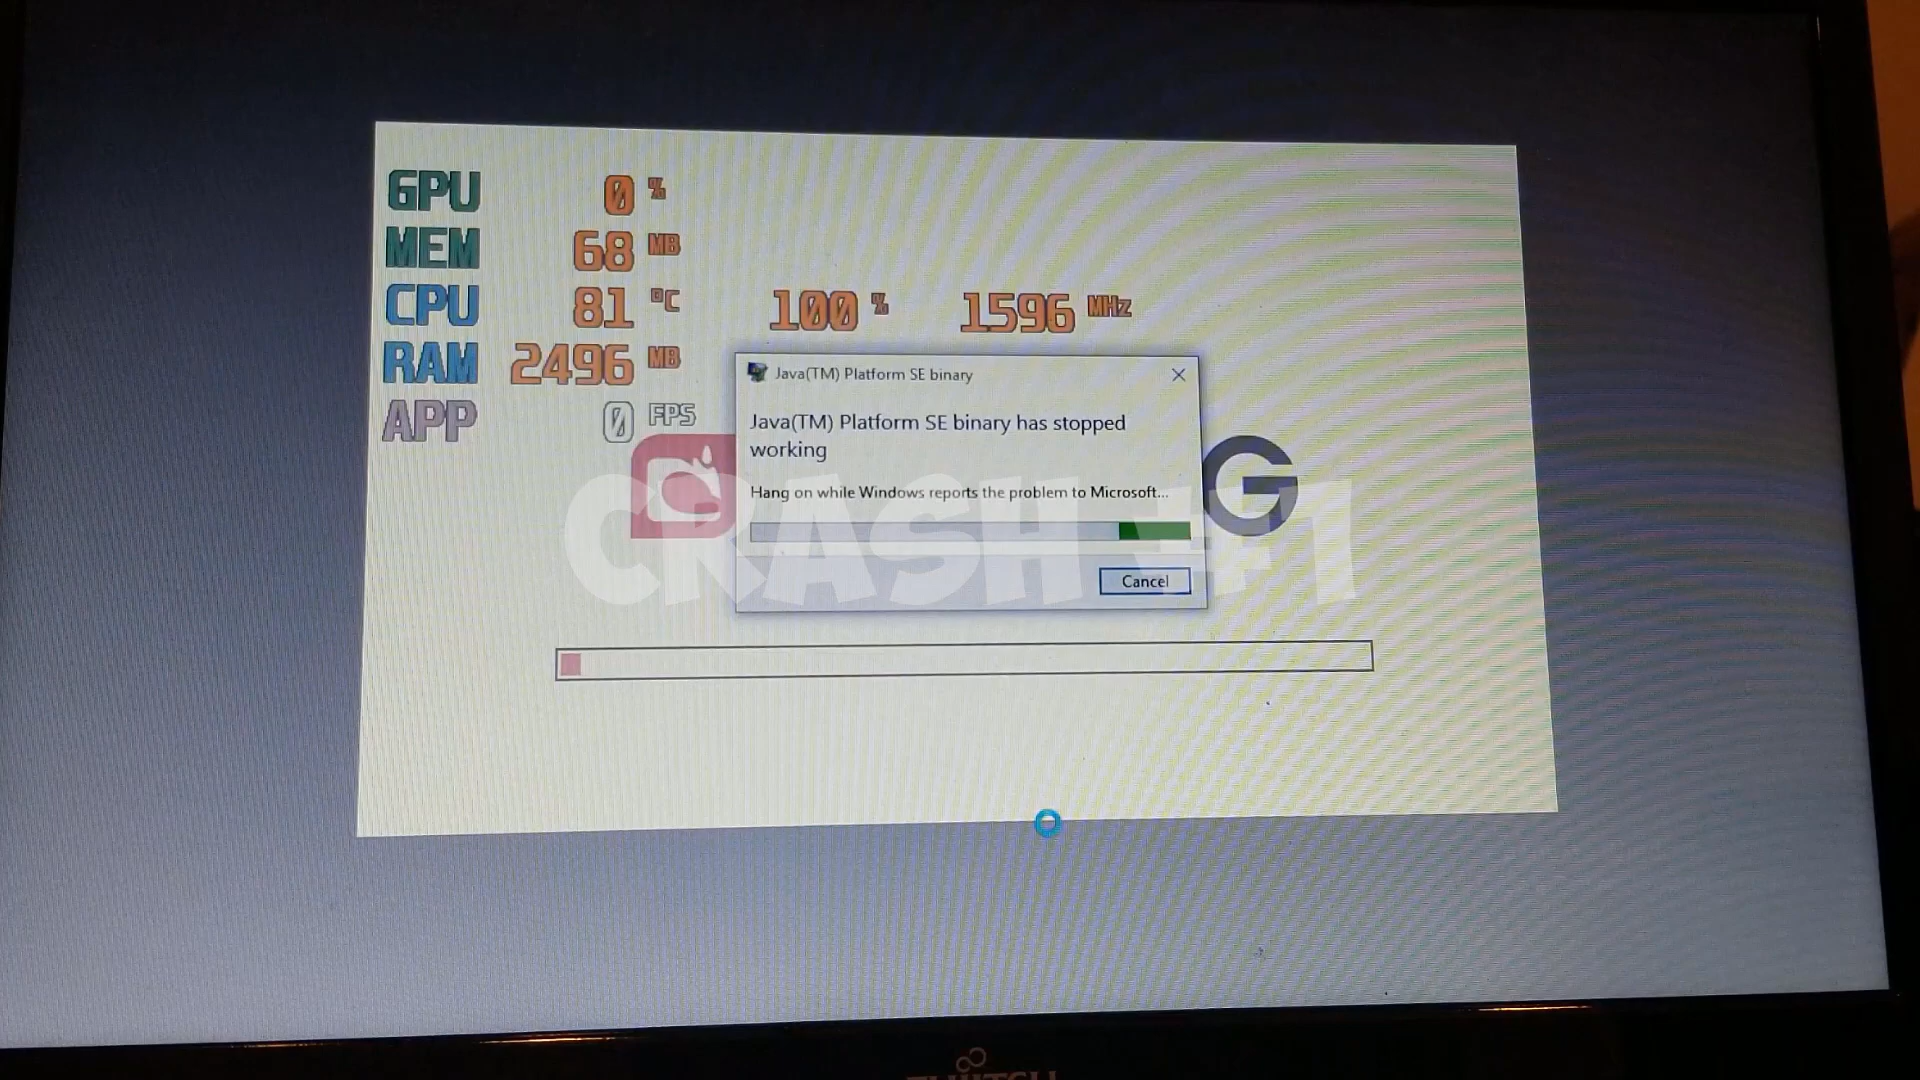 GPU 0 %
MEM 68 MB
CPU 81 °C 100 % 1596 MHz
RAM 2496 MB
APP 0 FPS
Java(TM) Platform SE binary
Java(TM) Platform SE binary has stopped
working
Hang on while Windows reports the problem to Microsoft...
Cancel
G
CRASH #1